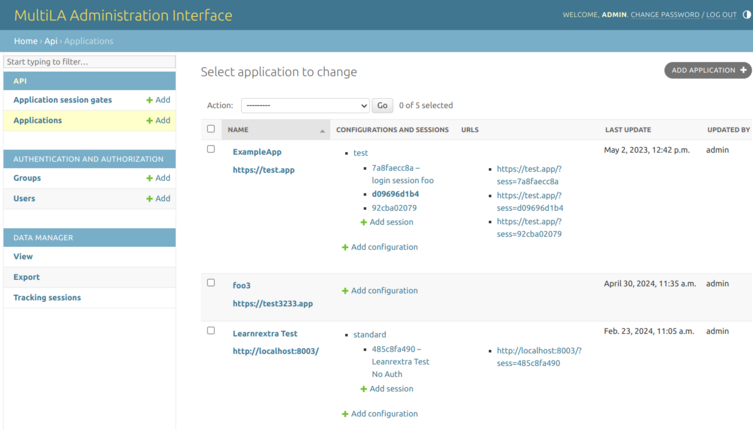 MultiLA Administration Interface
WELCOME, ADMIN. CHANGE PASSWORD / LOG OUT
Home › Api › Applications
Start typing to filter...
API
Application session gates + Add
Applications + Add
AUTHENTICATION AND AUTHORIZATION
Groups + Add
Users + Add
DATA MANAGER
View
Export
Tracking sessions
Select application to change
ADD APPLICATION +
Action: --------- Go 0 of 5 selected
NAME CONFIGURATIONS AND SESSIONS URLS LAST UPDATE UPDATED BY
ExampleApp
https://test.app
test
7a8faecc8a –
login session foo
d09696d1b4
92cba02079
+ Add session
+ Add configuration
https://test.app/?
sess=7a8faecc8a
https://test.app/?
sess=d09696d1b4
https://test.app/?
sess=92cba02079
May 2, 2023, 12:42 p.m. admin
foo3
https://test3233.app
+ Add configuration
April 30, 2024, 11:35 a.m. admin
Learnrextra Test
http://localhost:8003/
standard
485c8fa490 –
Leanrextra Test
No Auth
+ Add session
+ Add configuration
http://localhost:8003/?
sess=485c8fa490
Feb. 23, 2024, 11:05 a.m. admin